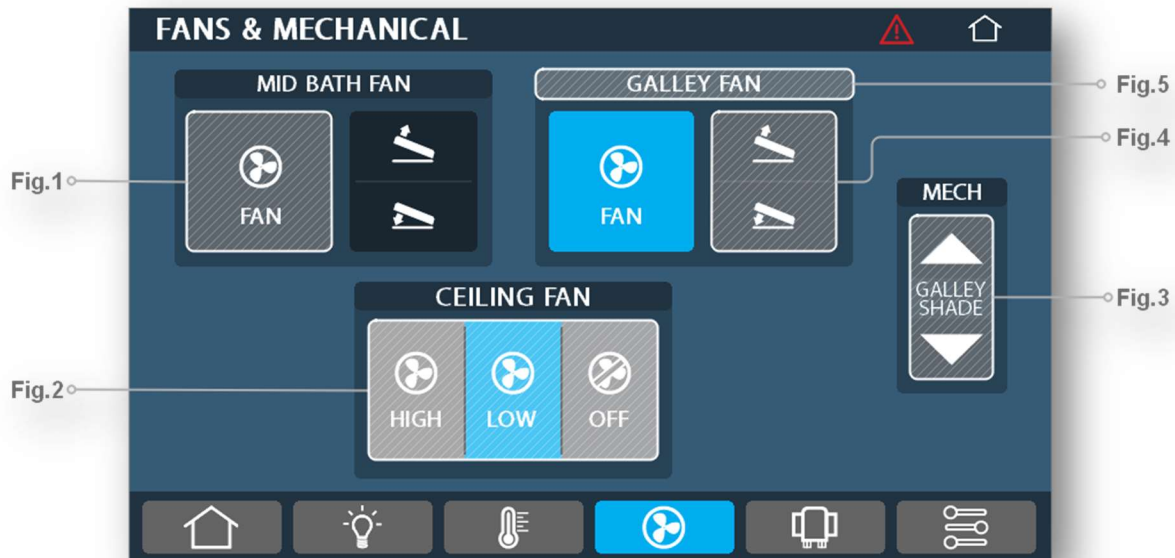 FANS & MECHANICAL
MID BATH FAN
GALLEY FAN
Fig.5
Fig.4
Fig.1
FAN
FAN
MECH
GALLEY
SHADE
Fig.3
CEILING FAN
Fig.2
HIGH
LOW
OFF